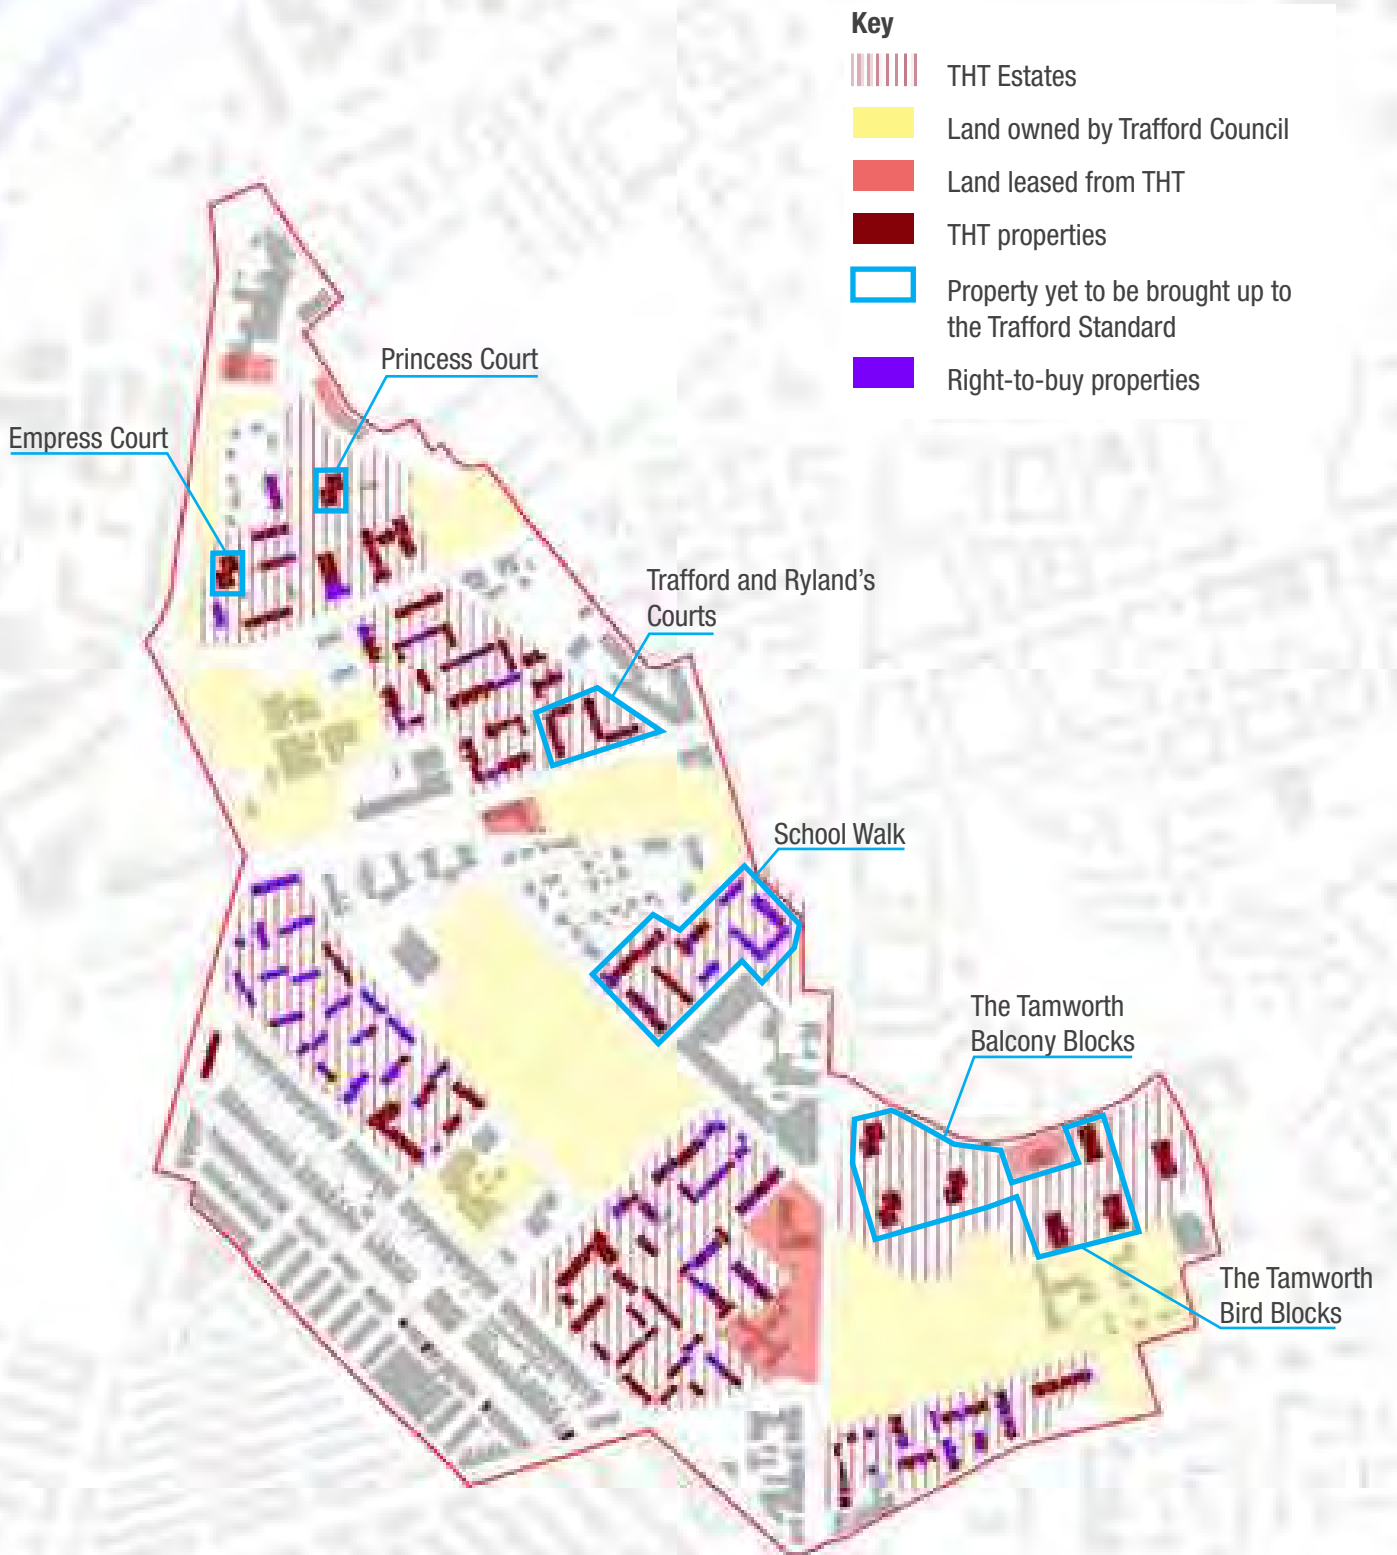 Key
THT Estates
Land owned by Trafford Council
Land leased from THT
THT properties
Property yet to be brought up to
the Trafford Standard
Right-to-buy properties
Princess Court
Empress Court
Trafford and Ryland's
Courts
School Walk
The Tamworth
Balcony Blocks
The Tamworth
Bird Blocks